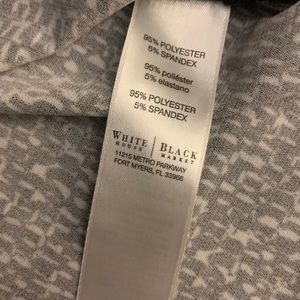 95% POLYESTER
5% SPANDEX
95% poliéster
5% elastano
95% POLYESTER
5% SPANDEX
WHITE | BLACK
HOUSE | MARKET
11215 METRO PARKWAY
FORT MYERS, FL 33966